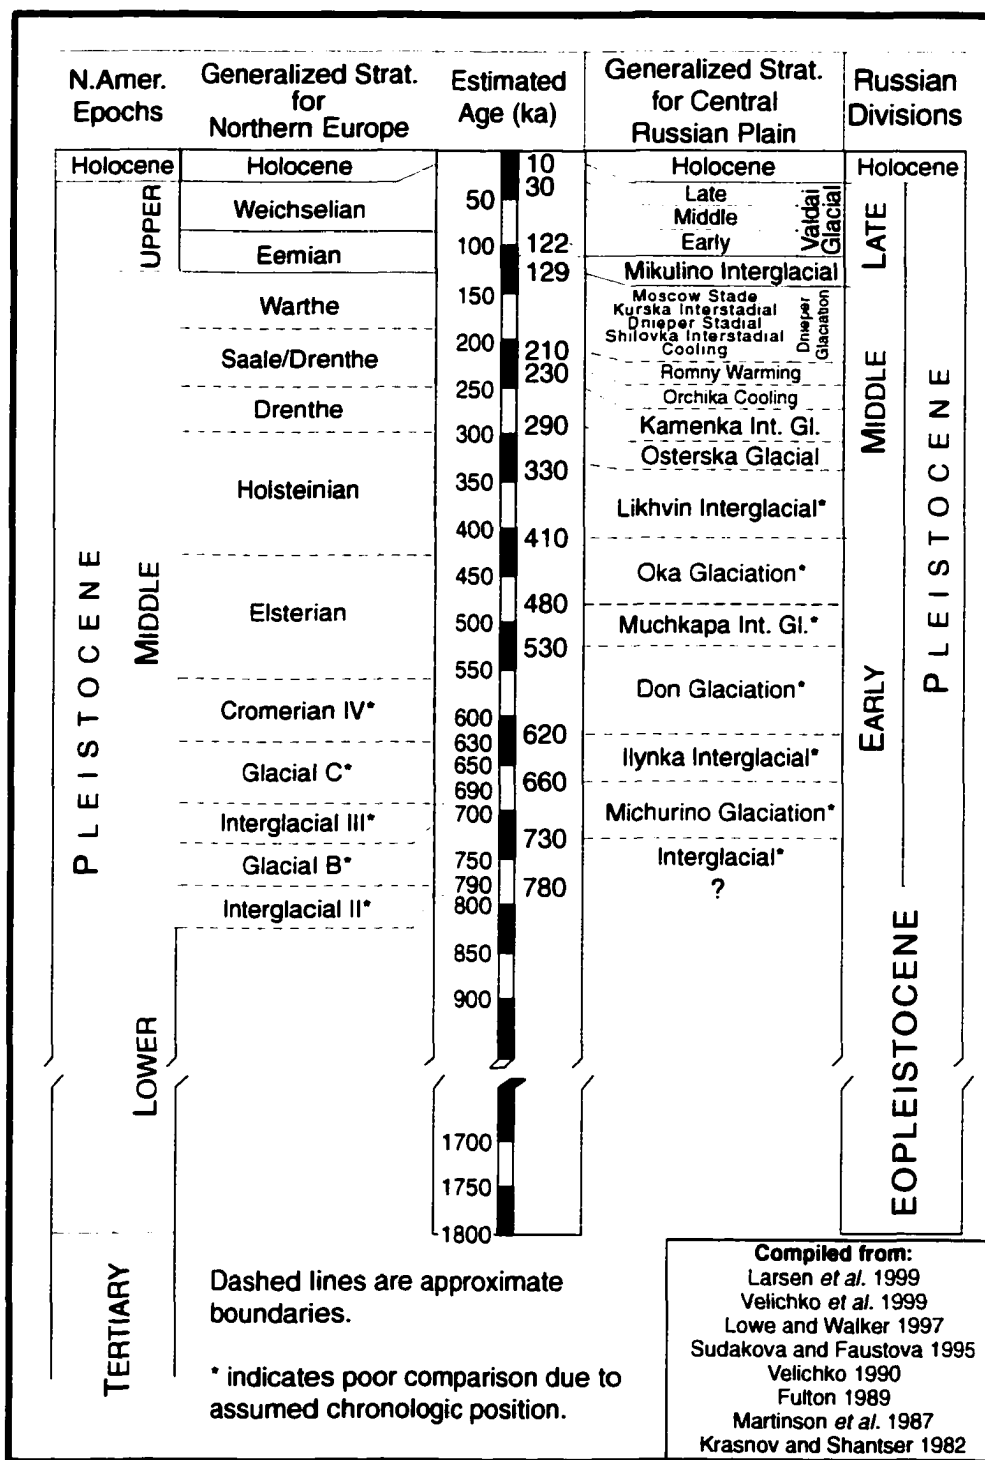 N.Amer.
Epochs
Generalized Strat.
for
Northern Europe
Estimated
Age (ka)
Generalized Strat.
for Central
Russian Plain
Russian
Divisions
Holocene
UPPER
MIDDLE
LOWER
PLEISTOCENE
TERTIARY
Holocene
Weichselian
Eemian
Warthe
Saale/Drenthe
Drenthe
Holsteinian
Elsterian
Cromerian IV*
Glacial C*
Interglacial III*
Glacial B*
Interglacial II*
50
100
150
200
250
300
350
400
450
500
550
600
630
650
690
700
750
790
800
850
900
1700
1750
1800
10
30
122
129
210
230
290
330
410
480
530
620
660
730
780
Holocene
Late
Middle
Early
Valdai
Glacial
Mikulino Interglacial
Moscow Stade
Kurska Interstadial
Dnieper Stadial
Shilovka Interstadial
Cooling
Dnieper
Glaciation
Romny Warming
Orchika Cooling
Kamenka Int. Gl.
Osterska Glacial
Likhvin Interglacial*
Oka Glaciation*
Muchkapa Int. Gl.*
Don Glaciation*
Ilynka Interglacial*
Michurino Glaciation*
Interglacial*
?
Holocene
LATE
MIDDLE
EARLY
PLEISTOCENE
EOPLEISTOCENE
Dashed lines are approximate
boundaries.
* indicates poor comparison due to
assumed chronologic position.
Compiled from:
Larsen et al. 1999
Velichko et al. 1999
Lowe and Walker 1997
Sudakova and Faustova 1995
Velichko 1990
Fulton 1989
Martinson et al. 1987
Krasnov and Shantser 1982